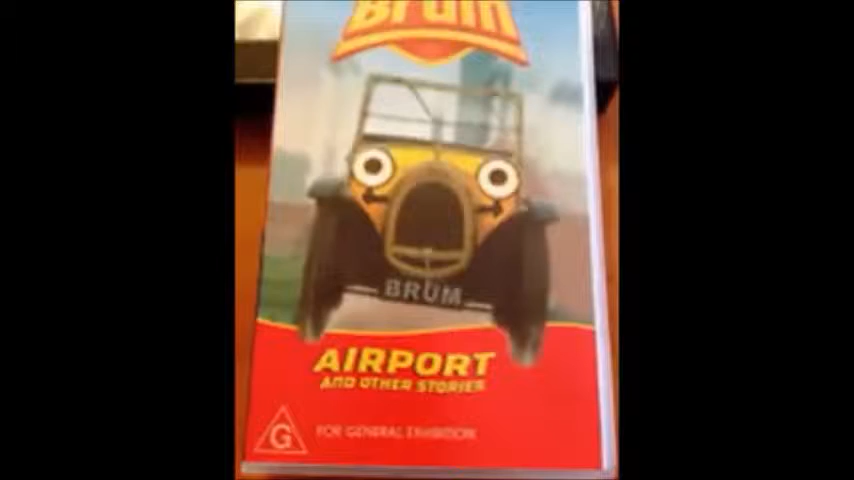 Brum
BRUM
AIRPORT
AND OTHER STORIES
G FOR GENERAL EXHIBITION